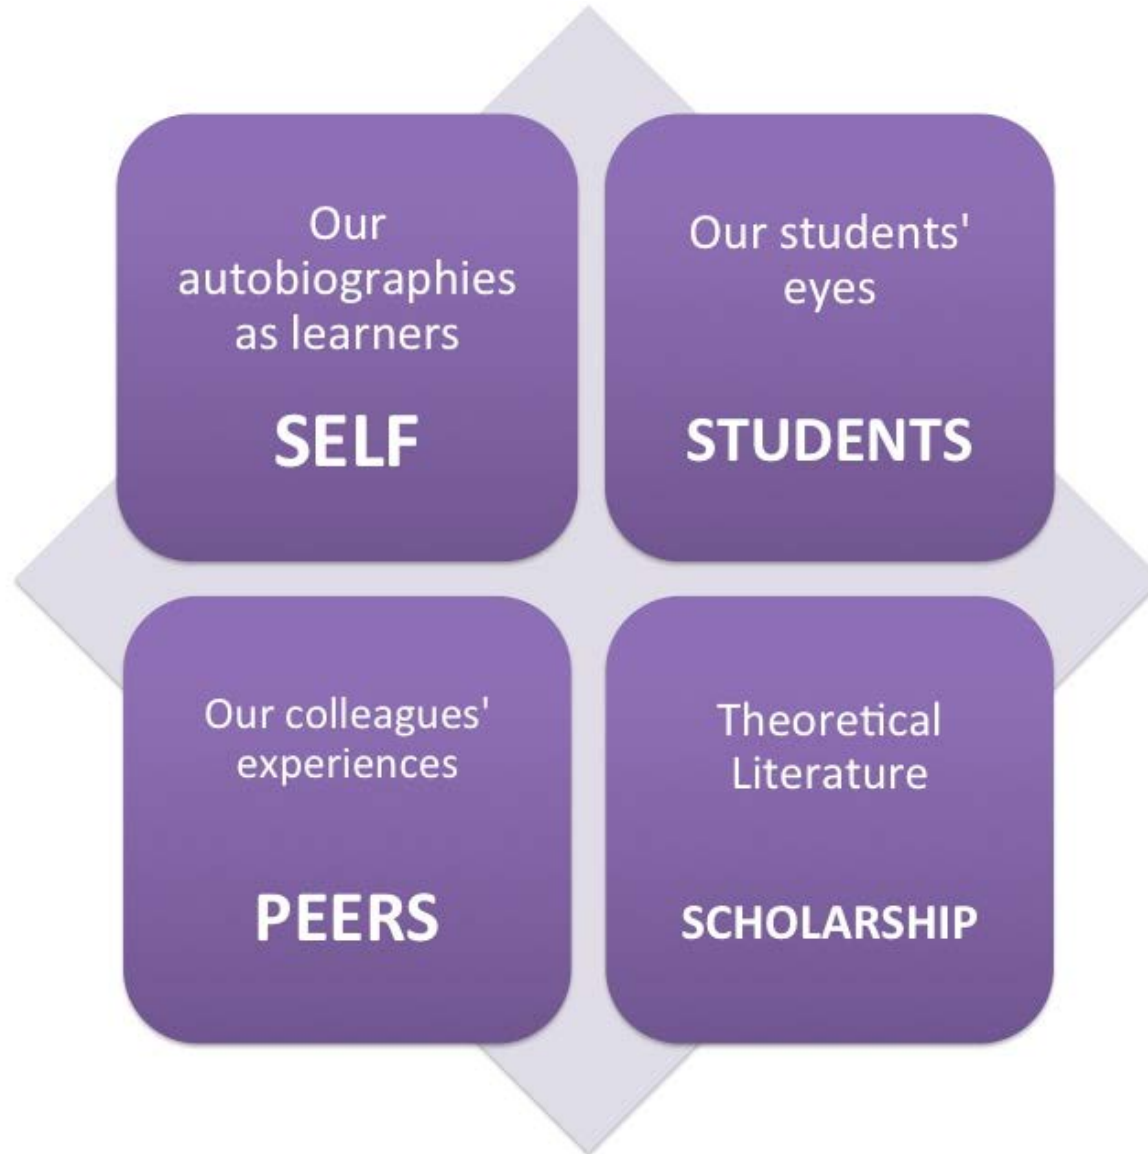 Our
autobiographies
as learners
SELF
Our students'
eyes
STUDENTS
Our colleagues'
experiences
PEERS
Theoretical
Literature
SCHOLARSHIP